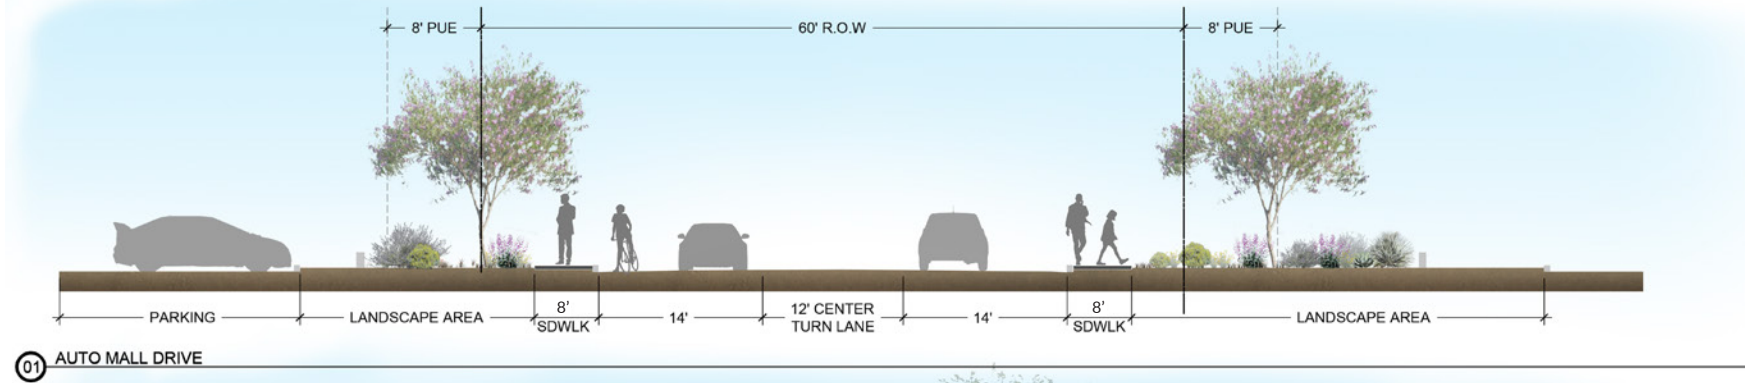 8' PUE
60' R.O.W
8' PUE
PARKING
LANDSCAPE AREA
8'
SDWLK
14'
12' CENTER
TURN LANE
14'
8'
SDWLK
LANDSCAPE AREA
01 AUTO MALL DRIVE